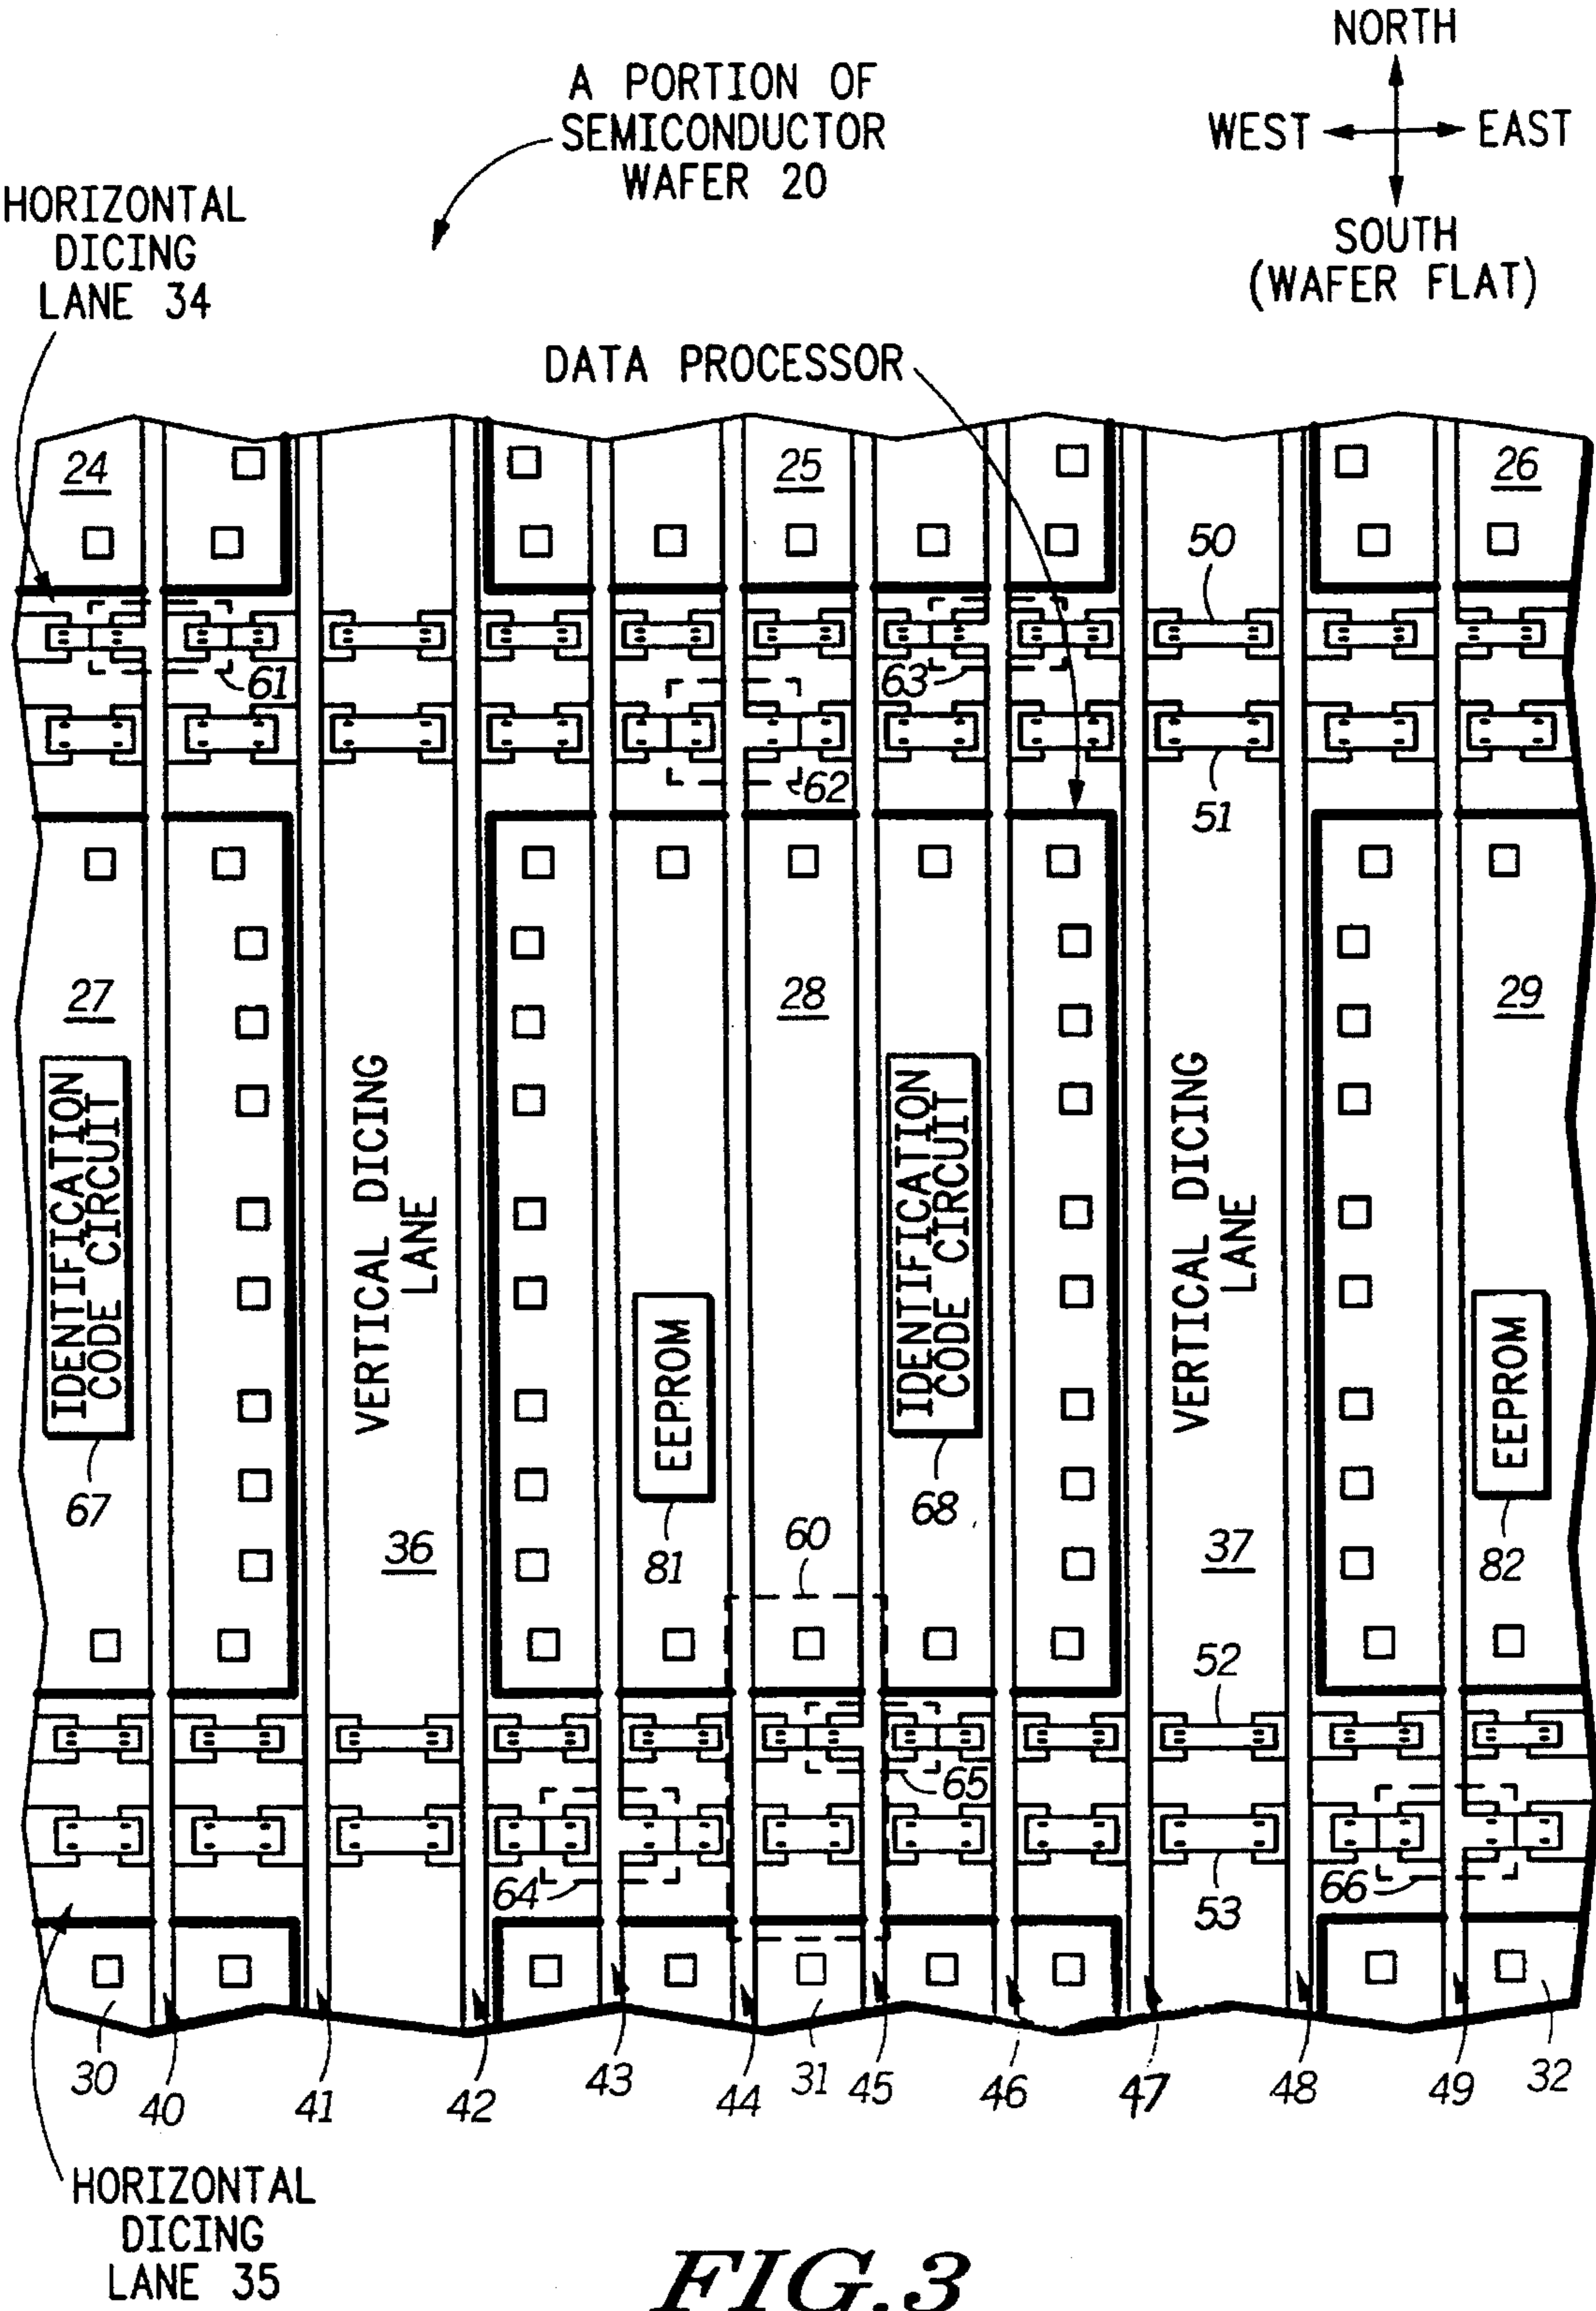 NORTH
WEST
EAST
SOUTH
(WAFER FLAT)
A PORTION OF
SEMICONDUCTOR
WAFER 20
HORIZONTAL
DICING
LANE 34
DATA PROCESSOR
24
25
26
50
61
63
62
51
27
28
29
IDENTIFICATION
CODE CIRCUIT
VERTICAL DICING
LANE
EEPROM
IDENTIFICATION
CODE CIRCUIT
VERTICAL DICING
LANE
EEPROM
67
36
81
60
68
37
82
52
65
64
66
53
30
40
41
42
43
44
31
45
46
47
48
49
32
HORIZONTAL
DICING
LANE 35
FIG.3